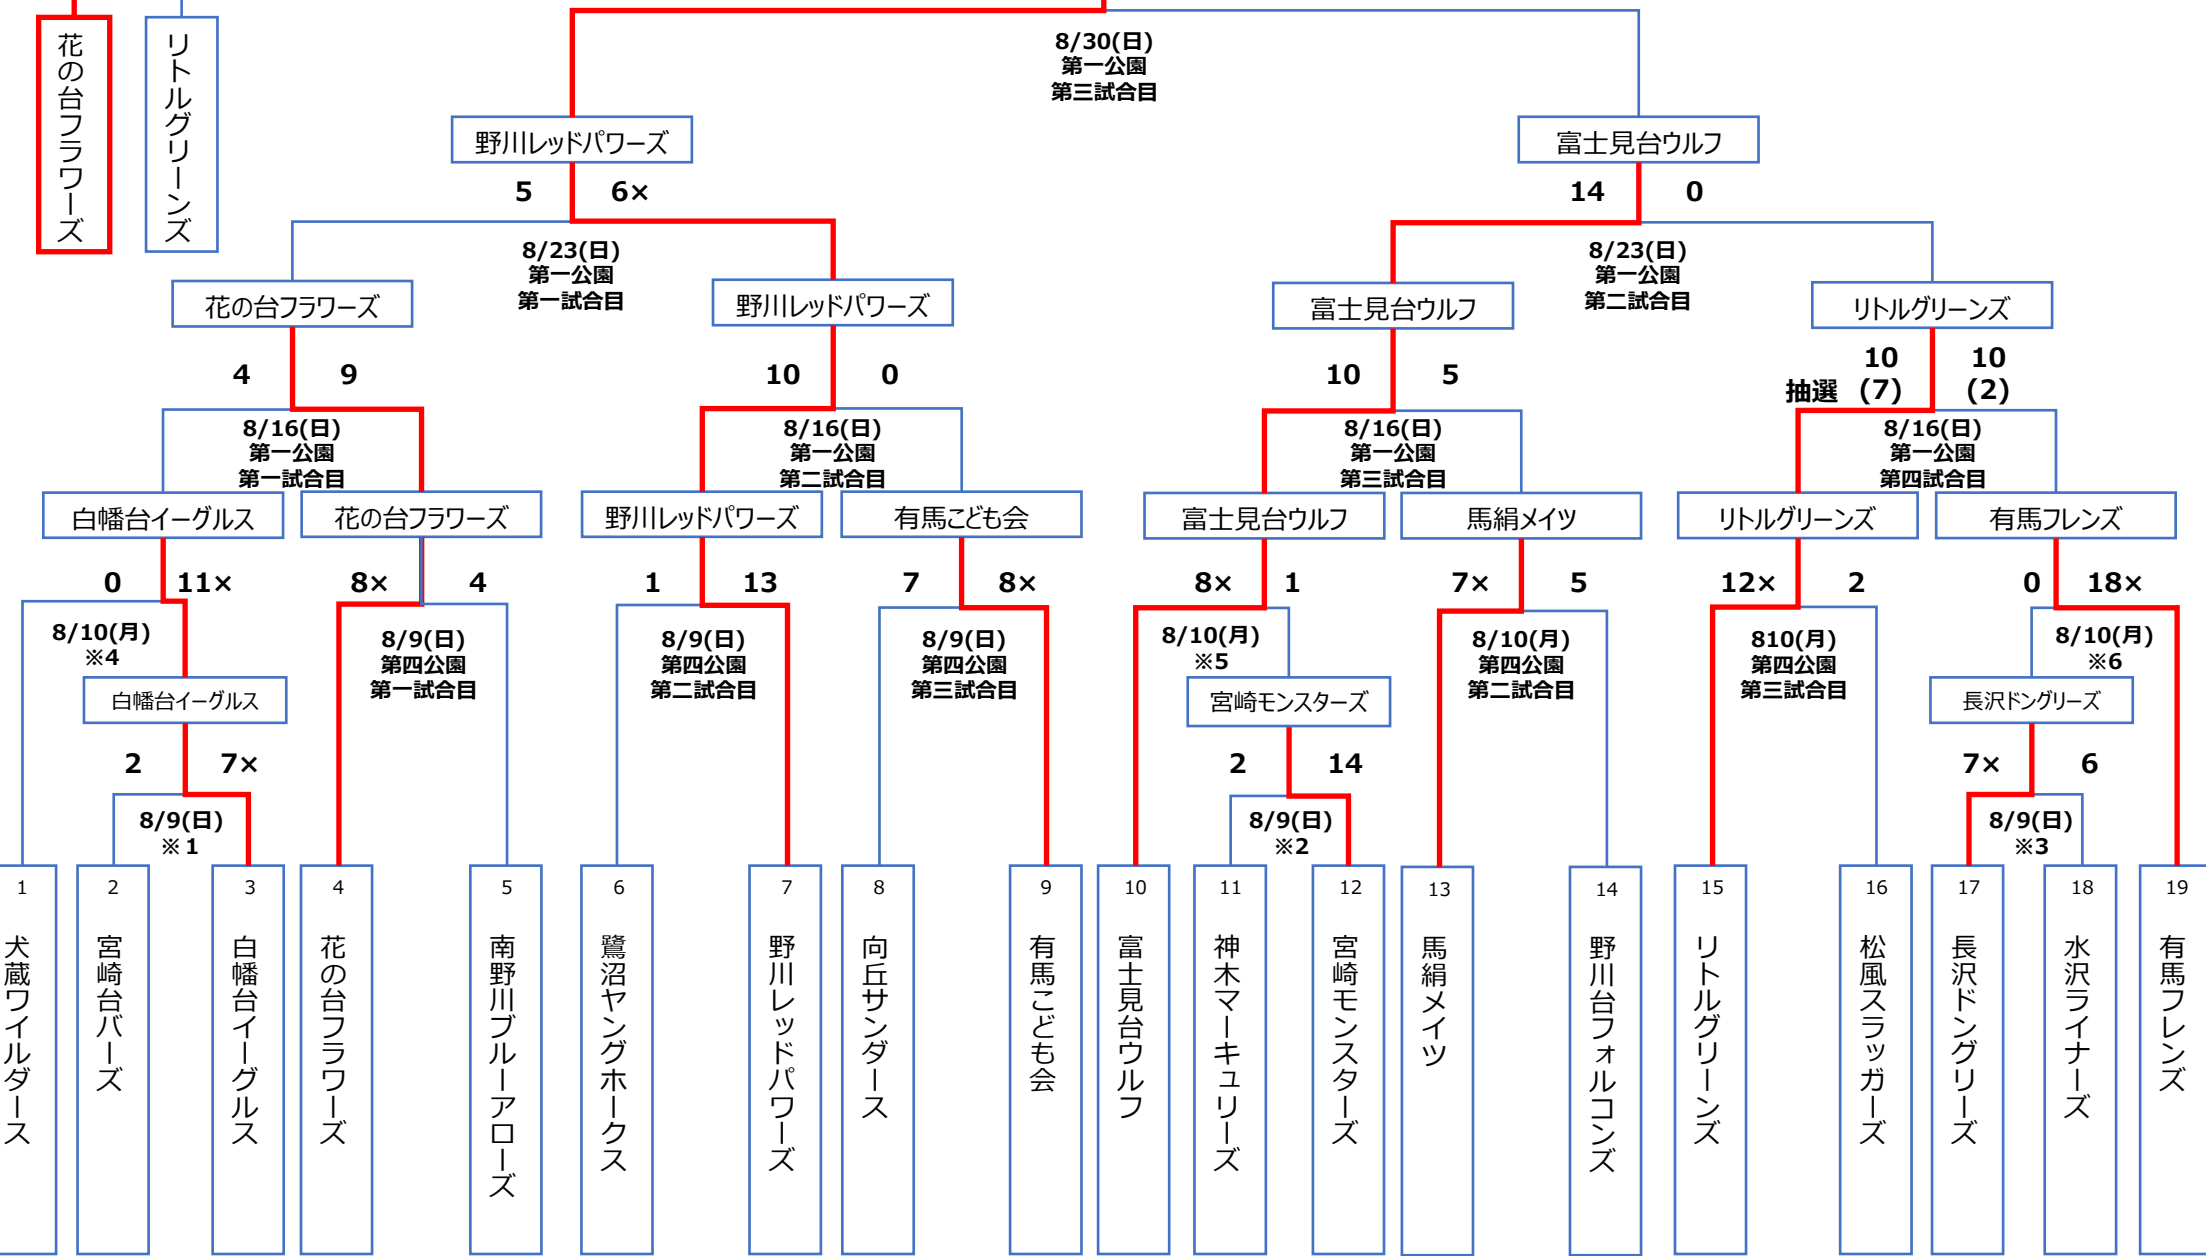 花の台フラワーズ
リトルグリーンズ
8/30(日)
第一公園
第三試合目
野川レッドパワーズ
富士見台ウルフ
5 6×
14 0
8/23(日)
第一公園
第一試合目
8/23(日)
第一公園
第二試合目
花の台フラワーズ
野川レッドパワーズ
富士見台ウルフ
リトルグリーンズ
4 9
10 0
10 5
10 10
抽選 (7) (2)
8/16(日)
第一公園
第一試合目
8/16(日)
第一公園
第二試合目
8/16(日)
第一公園
第三試合目
8/16(日)
第一公園
第四試合目
白幡台イーグルス
花の台フラワーズ
野川レッドパワーズ
有馬こども会
富士見台ウルフ
馬絹メイツ
リトルグリーンズ
有馬フレンズ
0 11×
8× 4
1 13
7 8×
8× 1
7× 5
12× 2
0 18×
8/10(月)
※4
8/9(日)
第四公園
第一試合目
8/9(日)
第四公園
第二試合目
8/9(日)
第四公園
第三試合目
8/10(月)
※5
8/10(月)
第四公園
第二試合目
810(月)
第四公園
第三試合目
8/10(月)
※6
白幡台イーグルス
宮崎モンスターズ
長沢ドングリーズ
2 7×
2 14
7× 6
8/9(日)
※1
8/9(日)
※2
8/9(日)
※3
1 犬蔵ワイルダース
2 宮崎台バーズ
3 白幡台イーグルス
4 花の台フラワーズ
5 南野川ブルーアローズ
6 鷺沼ヤングホークス
7 野川レッドパワーズ
8 向丘サンダース
9 有馬こども会
10 富士見台ウルフ
11 神木マーキュリーズ
12 宮崎モンスターズ
13 馬絹メイツ
14 野川台フォルコンズ
15 リトルグリーンズ
16 松風スラッガーズ
17 長沢ドングリーズ
18 水沢ライナーズ
19 有馬フレンズ